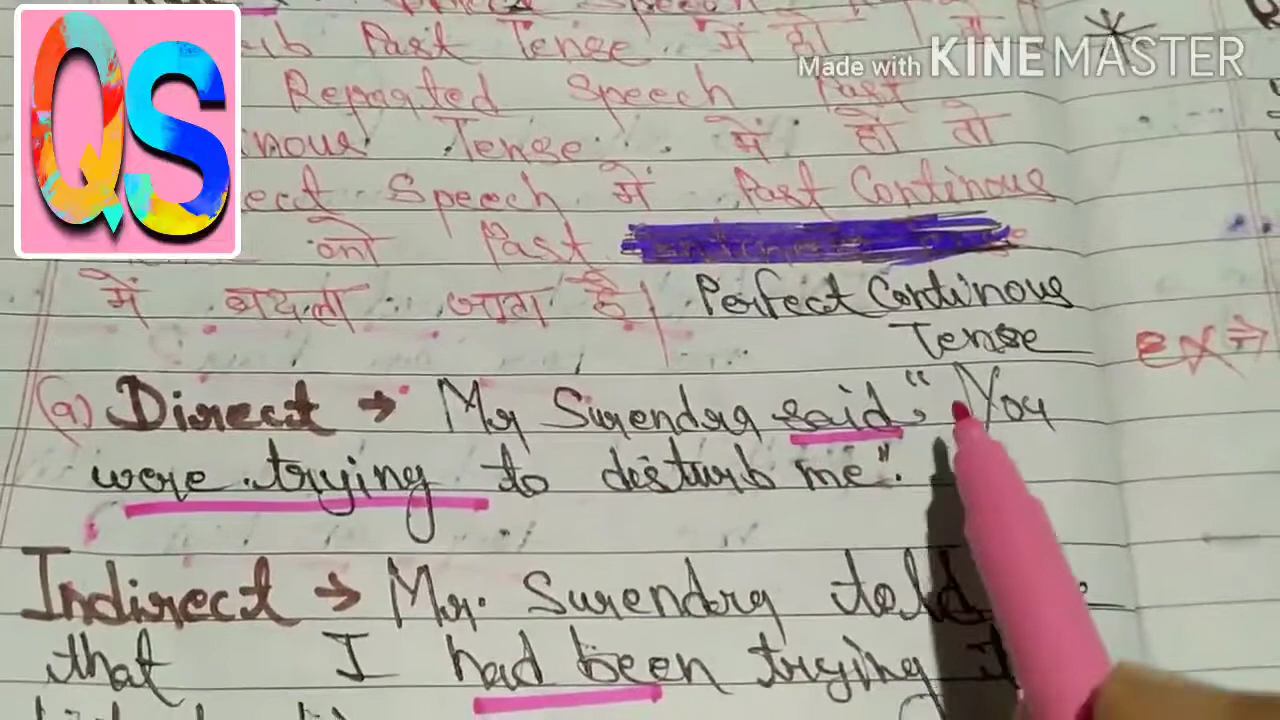 QS
Made with KINEMASTER
Past Tense में हो
Reported Speech Past
Tense में हो तो
Speech में Past Continous
को Past
में बदला जाता है। Perfect Continous
Tense
ex⇒
(a) Direct → Mr Surendra said, "You
were trying to disturb me".
Indirect → Mr. Surendra told
that I had been trying